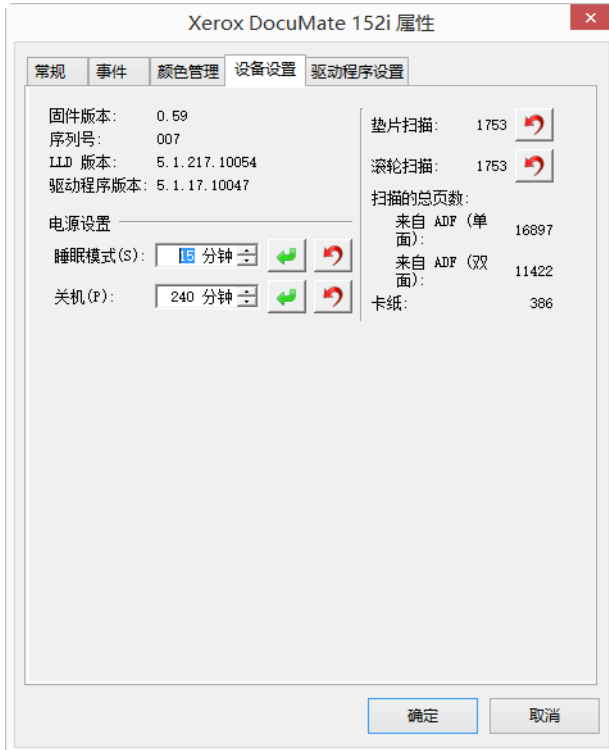 Xerox DocuMate 152i 属性
常规 事件 颜色管理 设备设置 驱动程序设置
固件版本: 0.59
序列号: 007
LLD 版本: 5.1.217.10054
驱动程序版本: 5.1.17.10047
电源设置
睡眠模式(S): 15 分钟
关机(P): 240 分钟
垫片扫描: 1753
滚轮扫描: 1753
扫描的总页数:
来自 ADF (单
面): 16897
来自 ADF (双
面): 11422
卡纸: 386
确定 取消